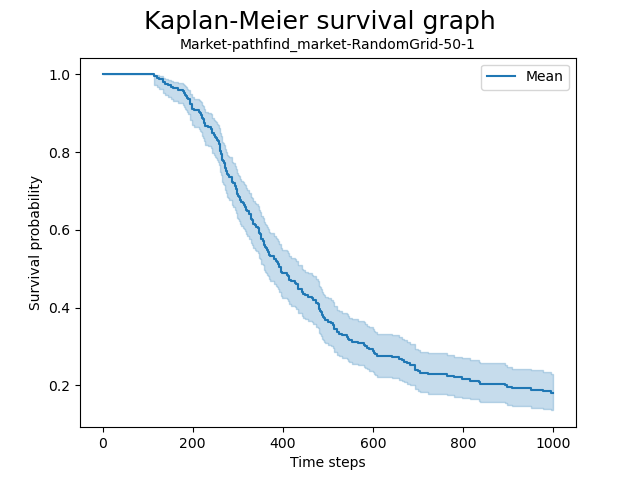 Kaplan-Meier survival graph
Market-pathfind_market-RandomGrid-50-1
Mean
Survival probability
1.0
0.8
0.6
0.4
0.2
0 200 400 600 800 1000
Time steps